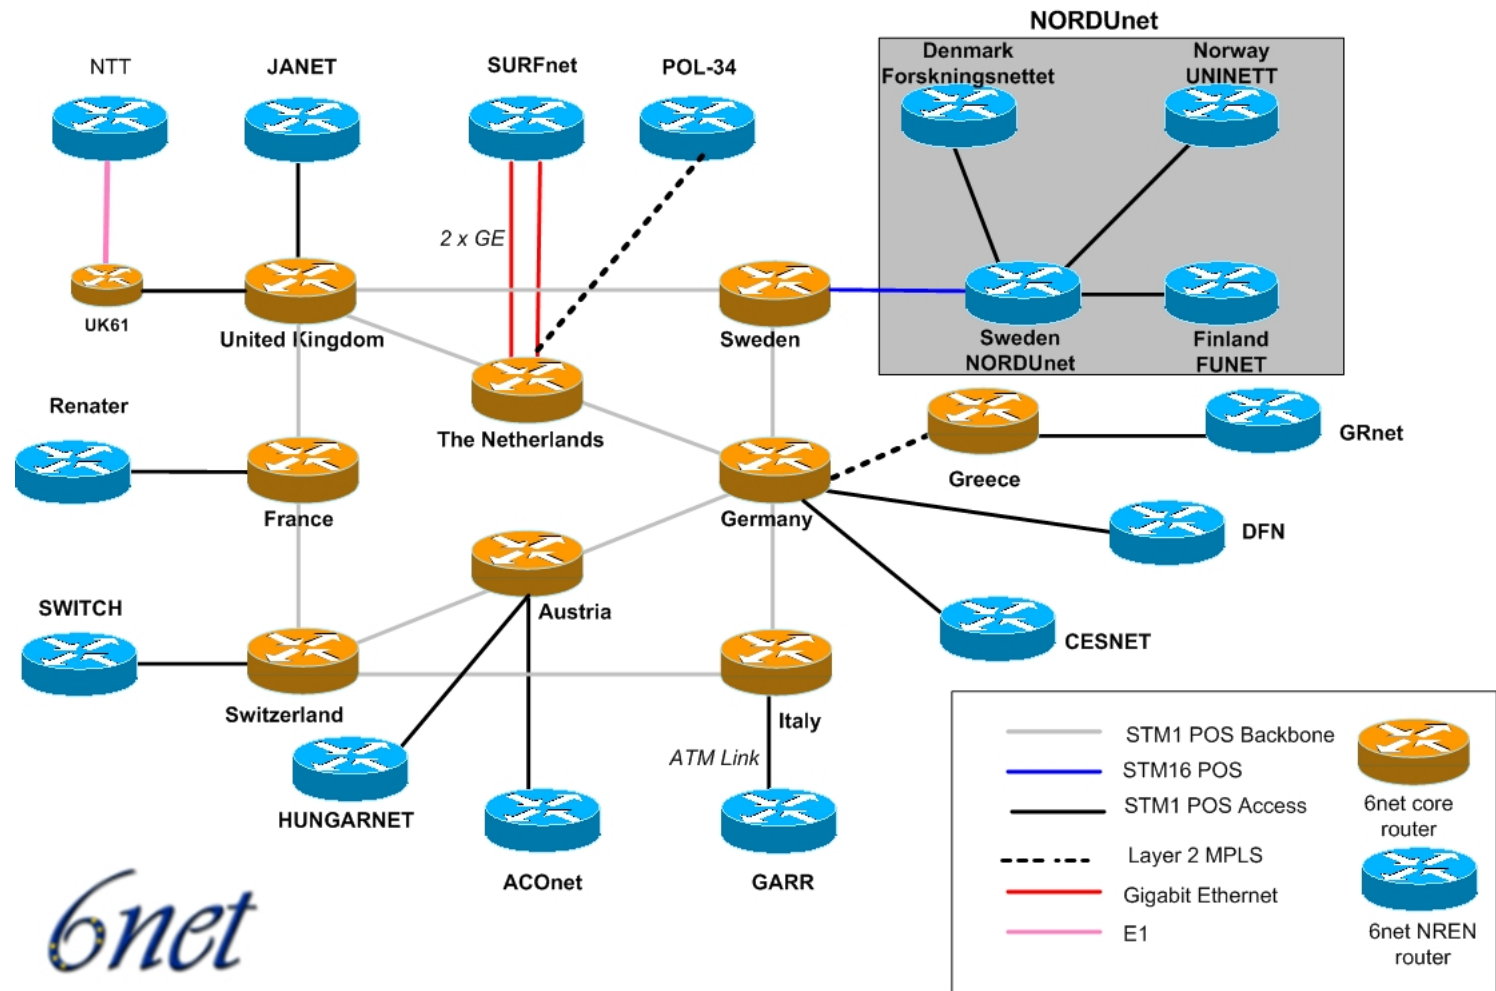 NORDUnet
NTT
JANET
SURFnet
POL-34
Denmark
Forskningsnettet
Norway
UNINETT
2 x GE
UK61
United Kingdom
Sweden
Sweden
NORDUnet
Finland
FUNET
Renater
The Netherlands
GRnet
Greece
France
Germany
DFN
SWITCH
Austria
CESNET
Switzerland
Italy
ATM Link
HUNGARNET
ACOnet
GARR
STM1 POS Backbone
STM16 POS
STM1 POS Access
Layer 2 MPLS
Gigabit Ethernet
E1
6net core
router
6net NREN
router
6net